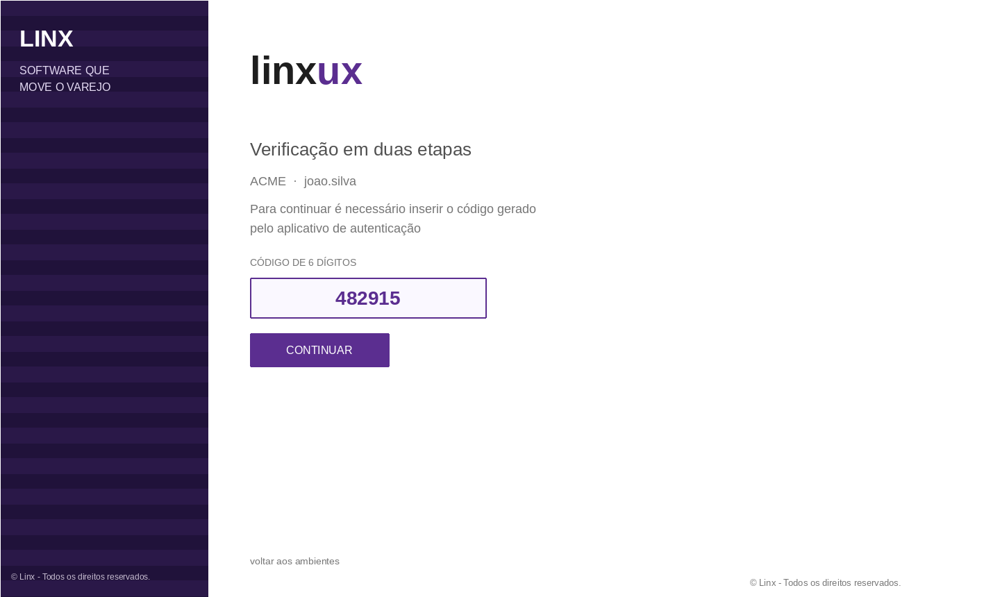 LINX
SOFTWARE QUE
MOVE O VAREJO
linxux
Verificação em duas etapas
ACME · joao.silva
Para continuar é necessário inserir o código gerado
pelo aplicativo de autenticação
CÓDIGO DE 6 DÍGITOS
482915
CONTINUAR
voltar aos ambientes
© Linx - Todos os direitos reservados.
© Linx - Todos os direitos reservados.